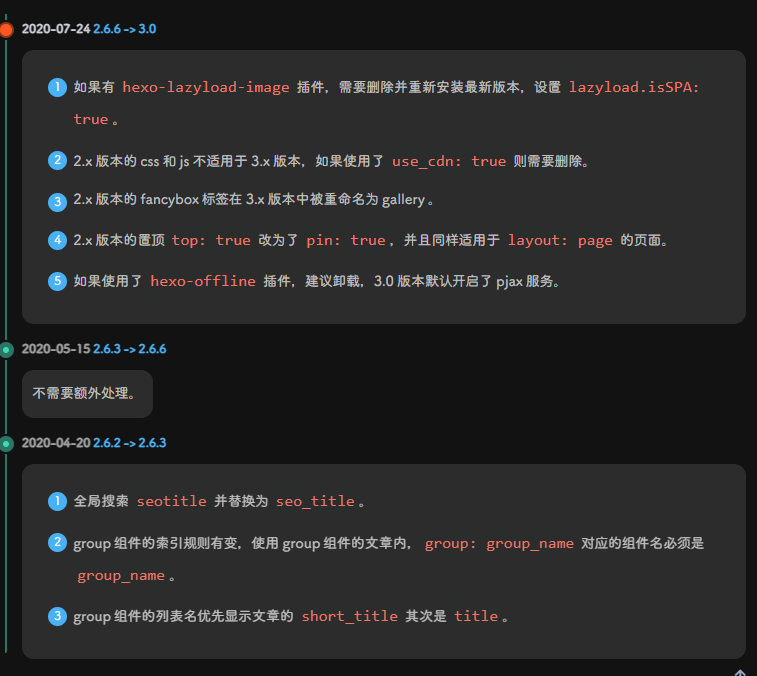 2020-07-24 2.6.6 -> 3.0
1 如果有 hexo-lazyload-image 插件，需要删除并重新安装最新版本，设置 lazyload.isSPA:
true 。
2 2.x 版本的 css 和 js 不适用于 3.x 版本，如果使用了 use_cdn: true 则需要删除。
3 2.x 版本的 fancybox 标签在 3.x 版本中被重命名为 gallery 。
4 2.x 版本的置顶 top: true 改为了 pin: true ，并且同样适用于 layout: page 的页面。
5 如果使用了 hexo-offline 插件，建议卸载，3.0 版本默认开启了 pjax 服务。
2020-05-15 2.6.3 -> 2.6.6
不需要额外处理。
2020-04-20 2.6.2 -> 2.6.3
1 全局搜索 seotitle 并替换为 seo_title 。
2 group 组件的索引规则有变，使用 group 组件的文章内， group: group_name 对应的组件名必须是
group_name 。
3 group 组件的列表名优先显示文章的 short_title 其次是 title 。